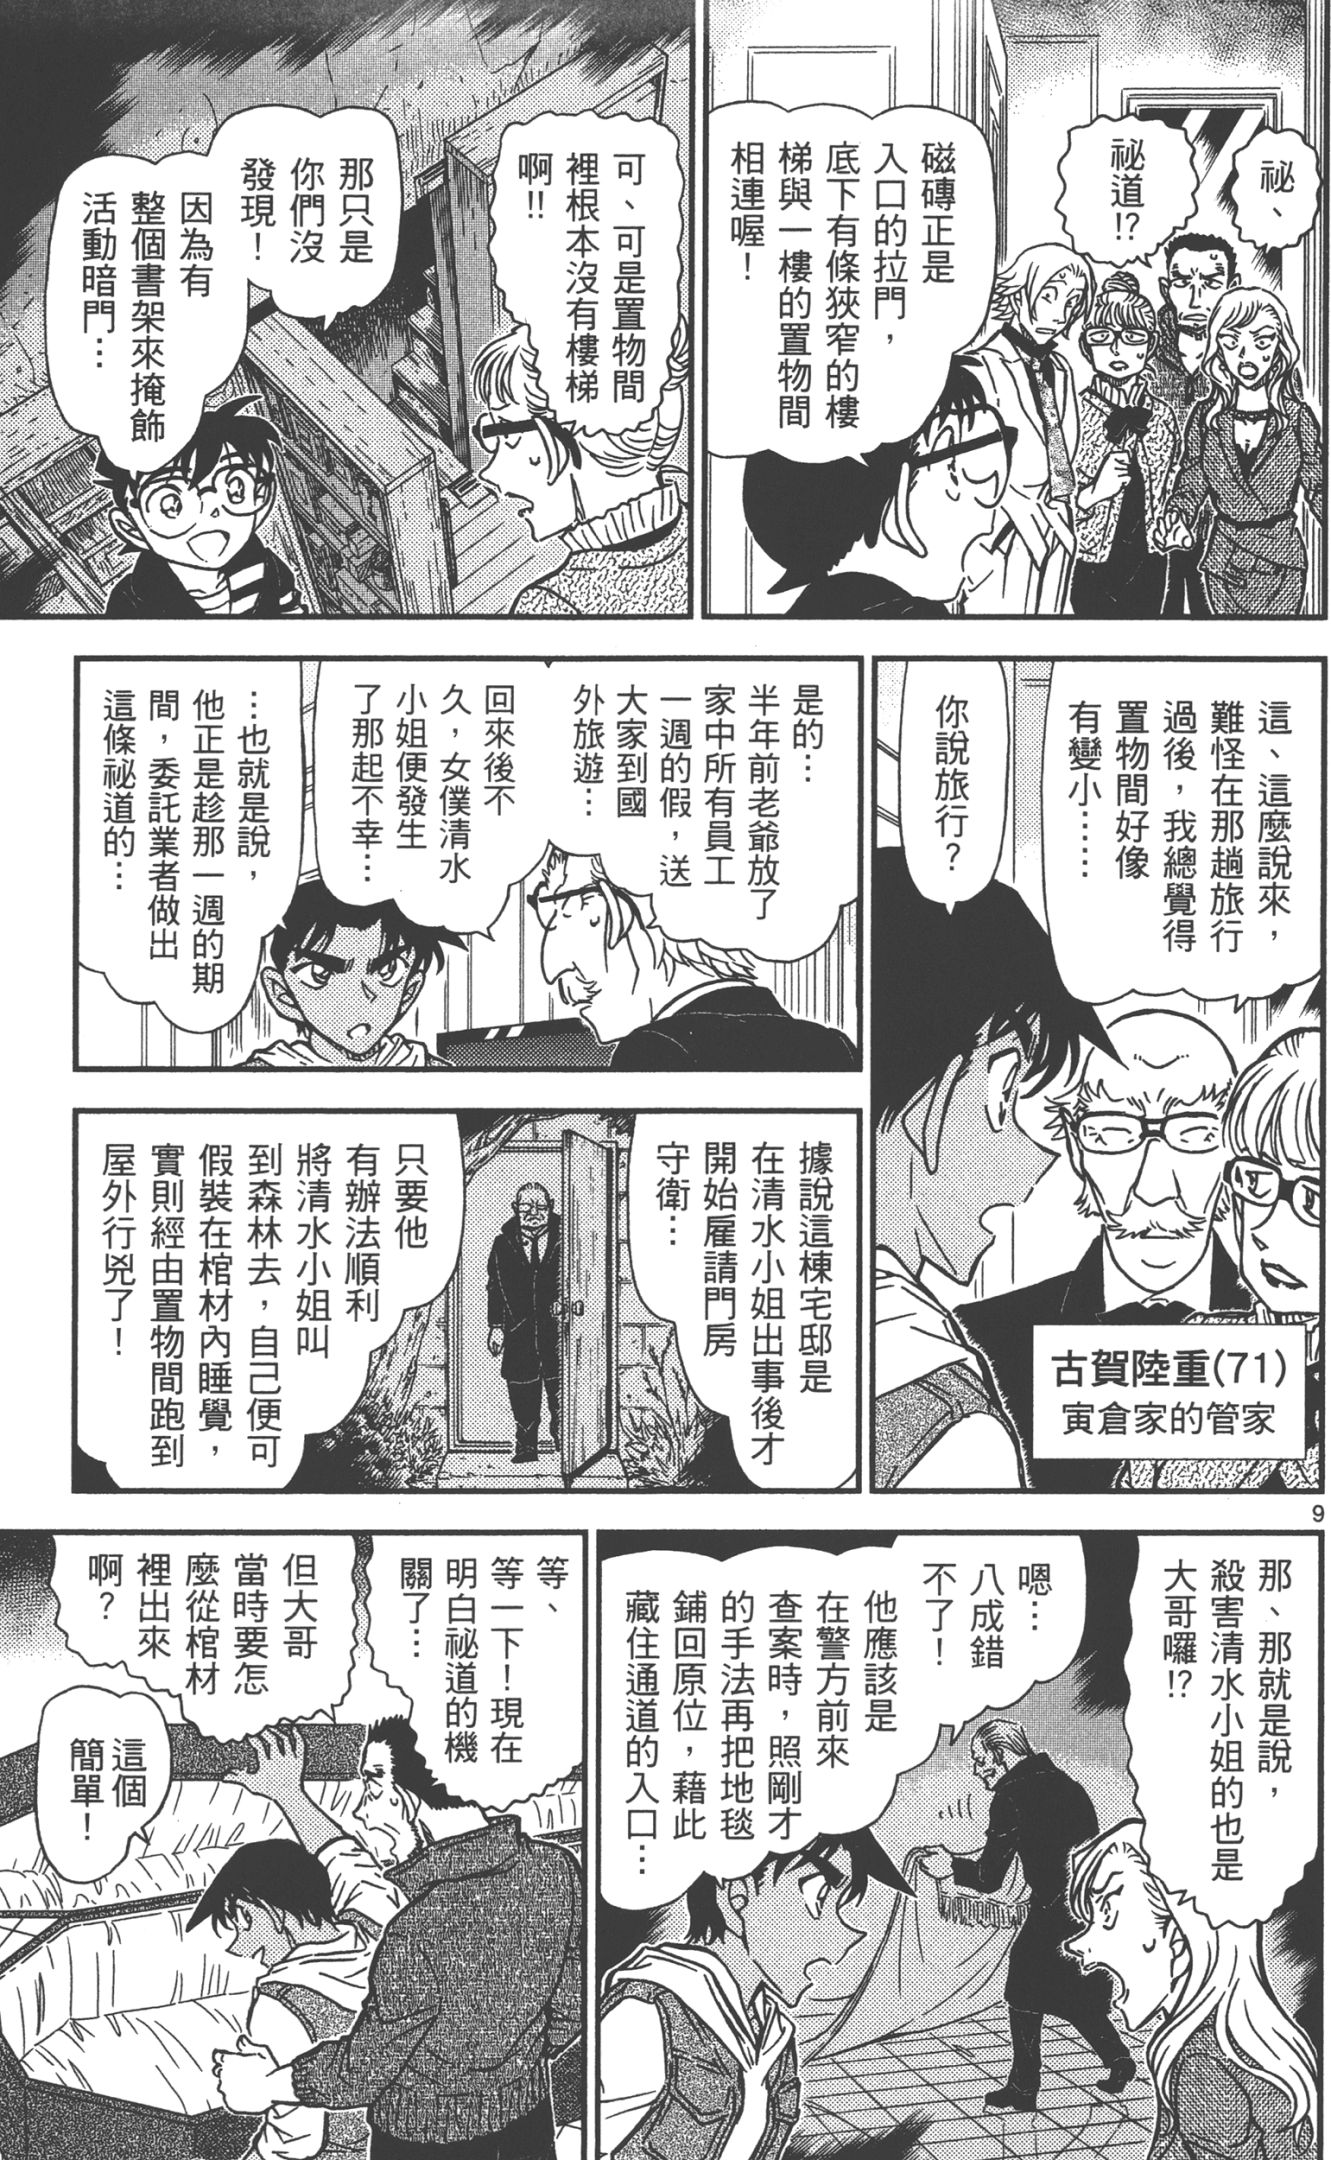 祕、
祕道!?
磁磚正是
入口的拉門，
底下有條狹窄的樓
梯與一樓的置物間
相連喔！
可、可是置物間
裡根本沒有樓梯
啊!!
那只是
你們沒
發現！
因為有
整個書架來掩飾
活動暗門…
這、這麼說來，
難怪在那趟旅行
過後，我總覺得
置物間好像
有變小……
你說旅行？
古賀陸重(71)
寅倉家的管家
是的…
半年前老爺放了
家中所有員工
一週的假，送
大家到國
外旅遊…
回來後不
久，女僕清水
小姐便發生
了那起不幸…
…也就是說，
他正是趁那一週的期
間，委託業者做出
這條祕道的…
據說這棟宅邸是
在清水小姐出事後才
開始雇請門房
守衛…
只要他
有辦法順利
將清水小姐叫
到森林去，自己便可
假裝在棺材內睡覺，
實則經由置物間跑到
屋外行兇了！
9
那、那就是說，
殺害清水小姐的也是
大哥囉!?
嗯…
八成錯
不了！
他應該是
在警方前來
查案時，照剛才
的手法再把地毯
鋪回原位，藉此
藏住通道的入口…
等、
等一下！現在
明白祕道的機
關了…
但大哥
當時要怎
麼從棺材
裡出來
啊？
這個
簡單！